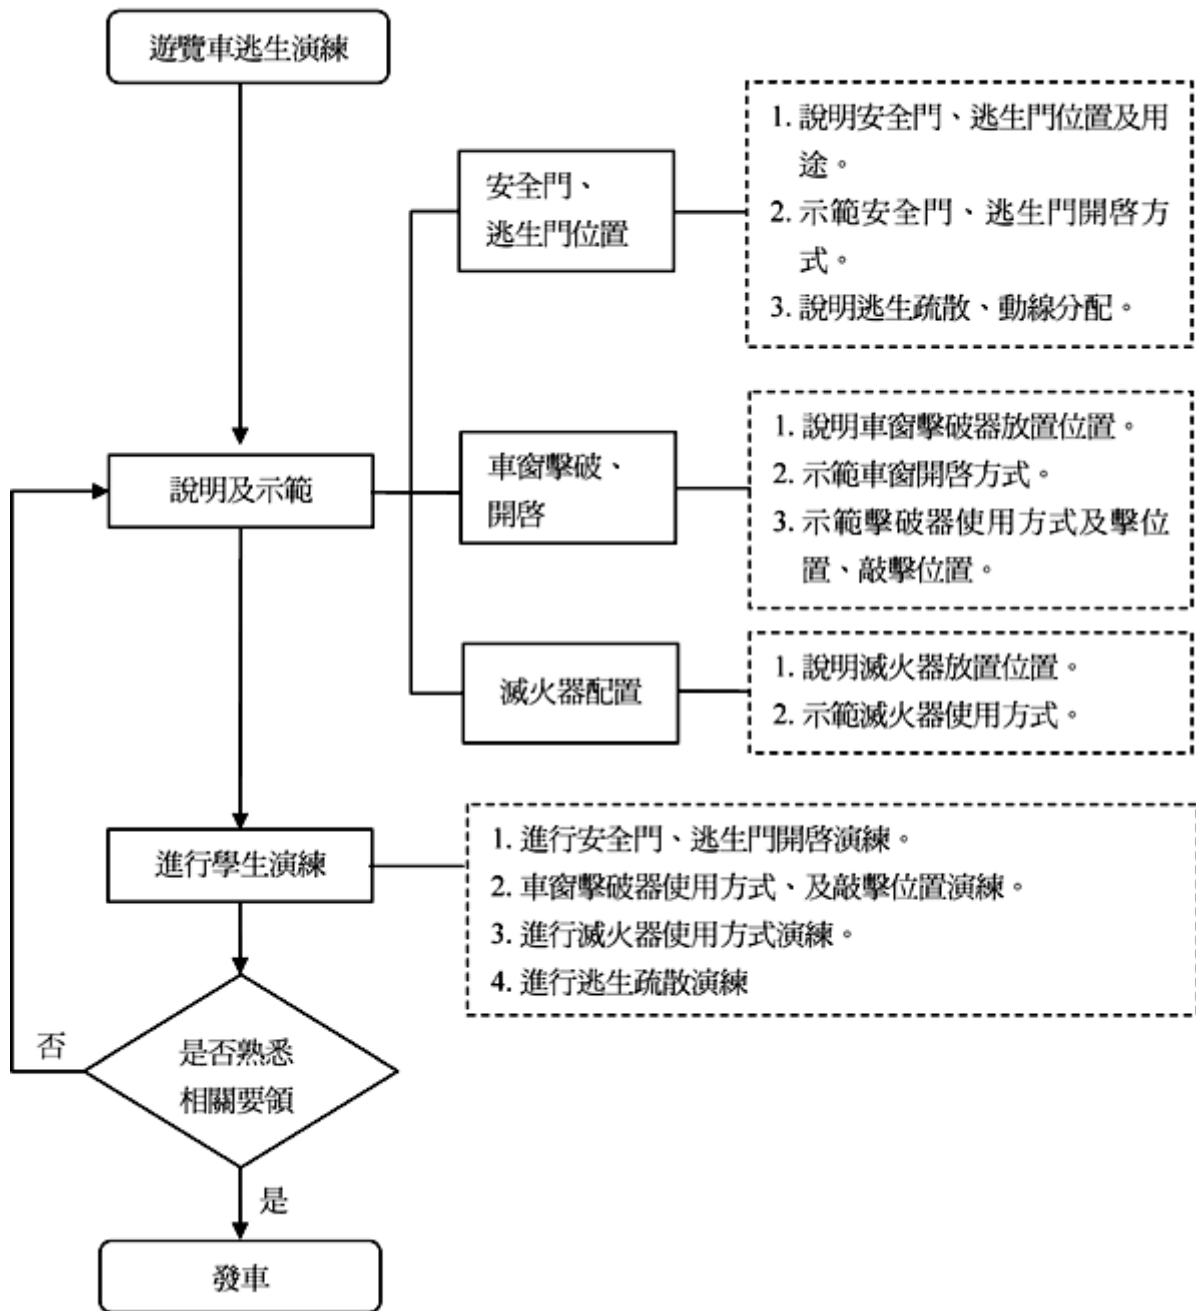 遊覽車逃生演練
1. 說明安全門、逃生門位置及用
途。
2. 示範安全門、逃生門開啓方
式。
3. 說明逃生疏散、動線分配。
安全門、
逃生門位置
說明及示範
車窗擊破、
開啓
1. 說明車窗擊破器放置位置。
2. 示範車窗開啓方式。
3. 示範擊破器使用方式及擊位
置、敲擊位置。
滅火器配置
1. 說明滅火器放置位置。
2. 示範滅火器使用方式。
進行學生演練
1. 進行安全門、逃生門開啓演練。
2. 車窗擊破器使用方式、及敲擊位置演練。
3. 進行滅火器使用方式演練。
4. 進行逃生疏散演練
否
是否熟悉
相關要領
是
發車